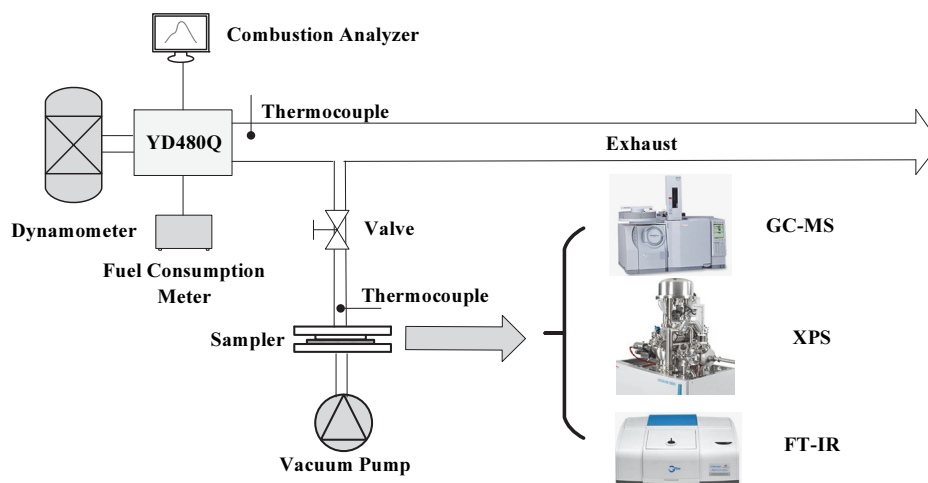 Combustion Analyzer
Thermocouple
YD480Q
Exhaust
Dynamometer
Valve
GC-MS
Fuel Consumption
Meter
Thermocouple
Sampler
XPS
FT-IR
Vacuum Pump